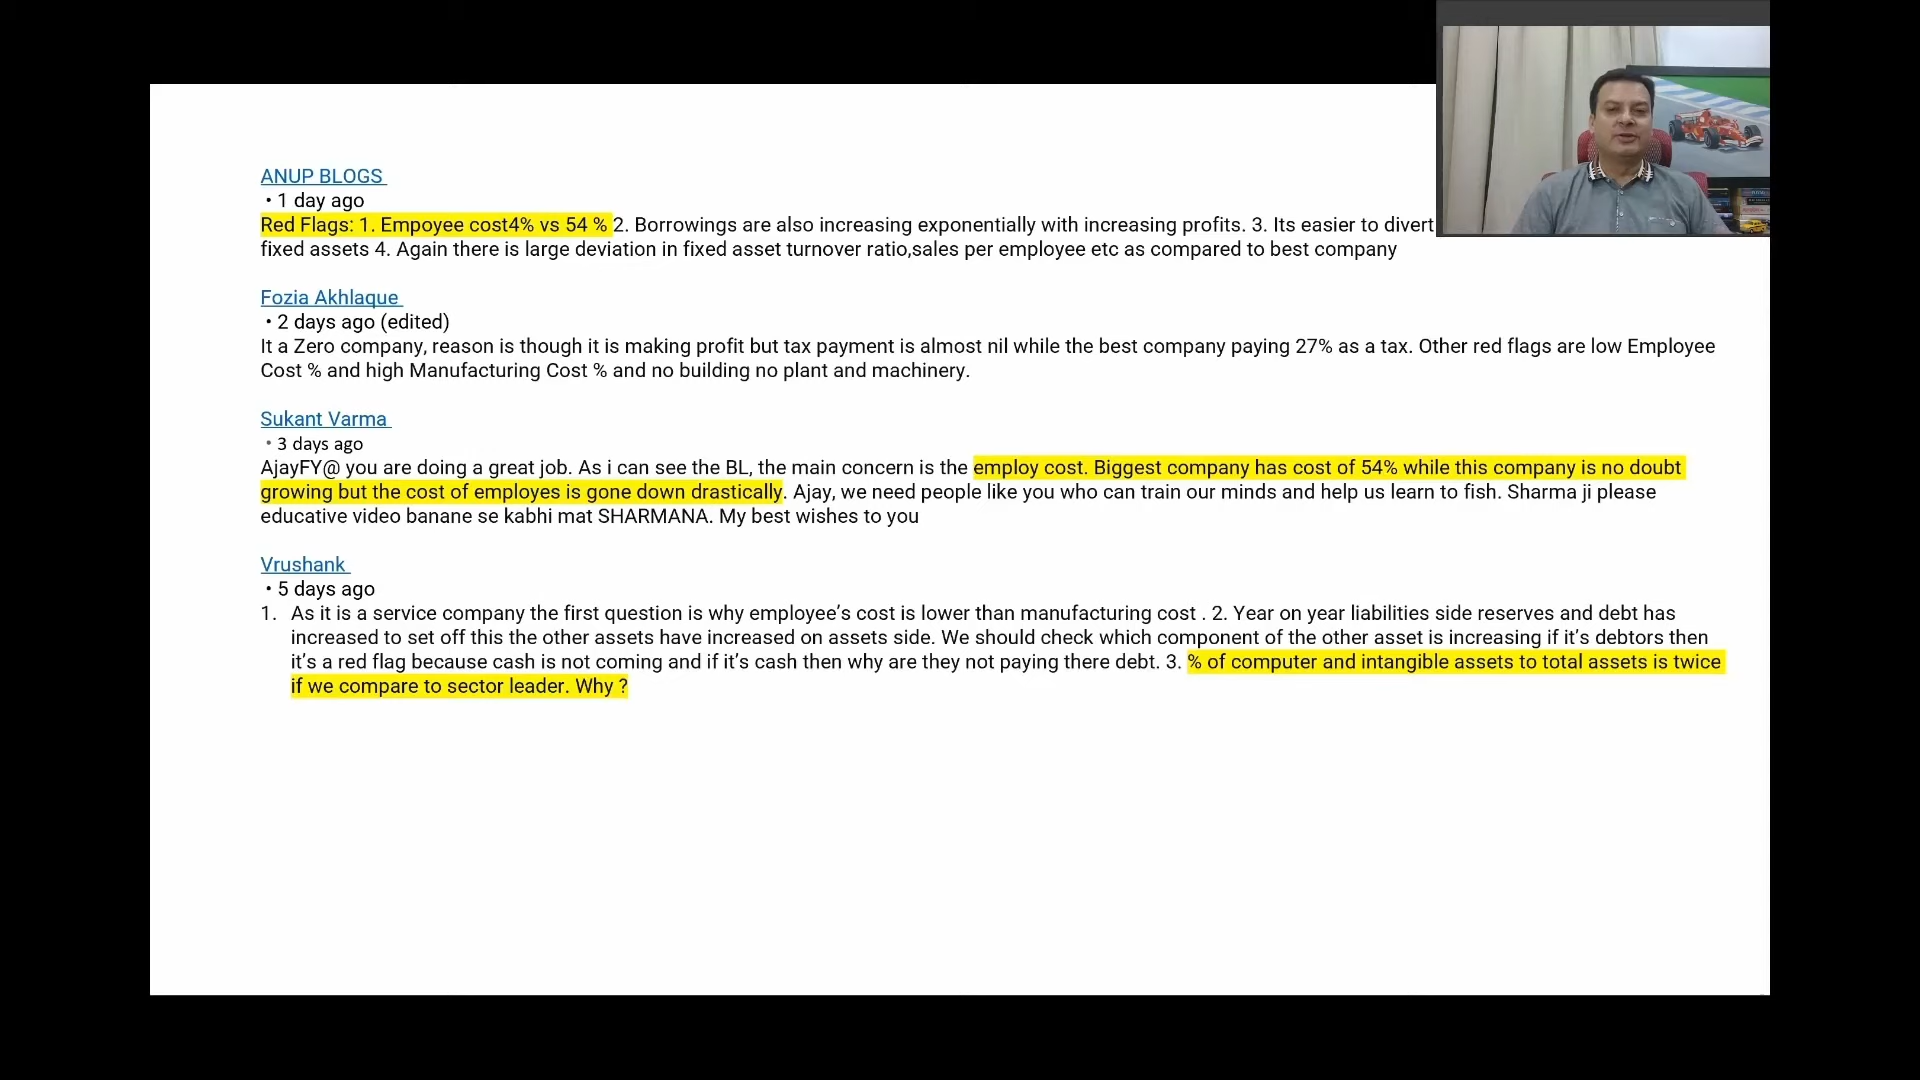 ANUP BLOGS
• 1 day ago
Red Flags: 1. Empoyee cost4% vs 54 % 2. Borrowings are also increasing exponentially with increasing profits. 3. Its easier to divert
fixed assets 4. Again there is large deviation in fixed asset turnover ratio,sales per employee etc as compared to best company
Fozia Akhlaque
• 2 days ago (edited)
It a Zero company, reason is though it is making profit but tax payment is almost nil while the best company paying 27% as a tax. Other red flags are low Employee
Cost % and high Manufacturing Cost % and no building no plant and machinery.
Sukant Varma
• 3 days ago
AjayFY@ you are doing a great job. As i can see the BL, the main concern is the employ cost. Biggest company has cost of 54% while this company is no doubt
growing but the cost of employes is gone down drastically. Ajay, we need people like you who can train our minds and help us learn to fish. Sharma ji please
educative video banane se kabhi mat SHARMANA. My best wishes to you
Vrushank
• 5 days ago
1. As it is a service company the first question is why employee’s cost is lower than manufacturing cost . 2. Year on year liabilities side reserves and debt has
increased to set off this the other assets have increased on assets side. We should check which component of the other asset is increasing if it’s debtors then
it’s a red flag because cash is not coming and if it’s cash then why are they not paying there debt. 3. % of computer and intangible assets to total assets is twice
if we compare to sector leader. Why ?